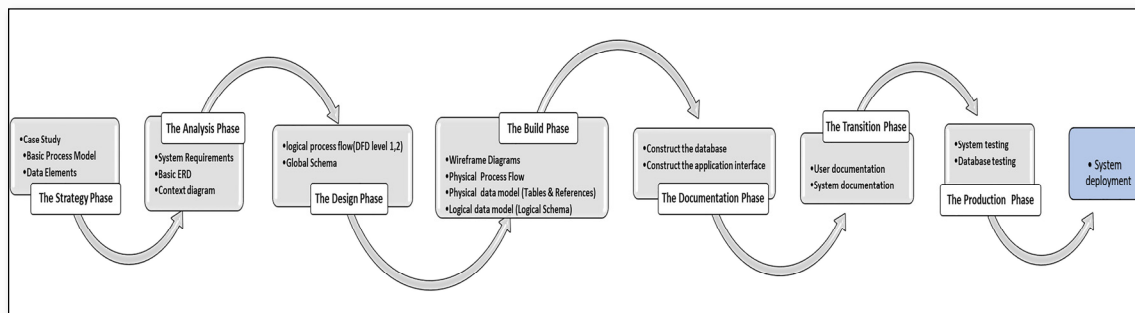 •Case Study
•Basic Process Model
•Data Elements
The Strategy Phase
The Analysis Phase
•System Requirements
•Basic ERD
•Context diagram
•logical process flow(DFD level 1,2)
•Global Schema
The Design Phase
The Build Phase
•Wireframe Diagrams
•Physical Process Flow
•Physical data model (Tables & References)
•Logical data model (Logical Schema)
•Construct the database
•Construct the application interface
The Documentation Phase
The Transition Phase
•User documentation
•System documentation
•System testing
•Database testing
The Production Phase
• System
deployment